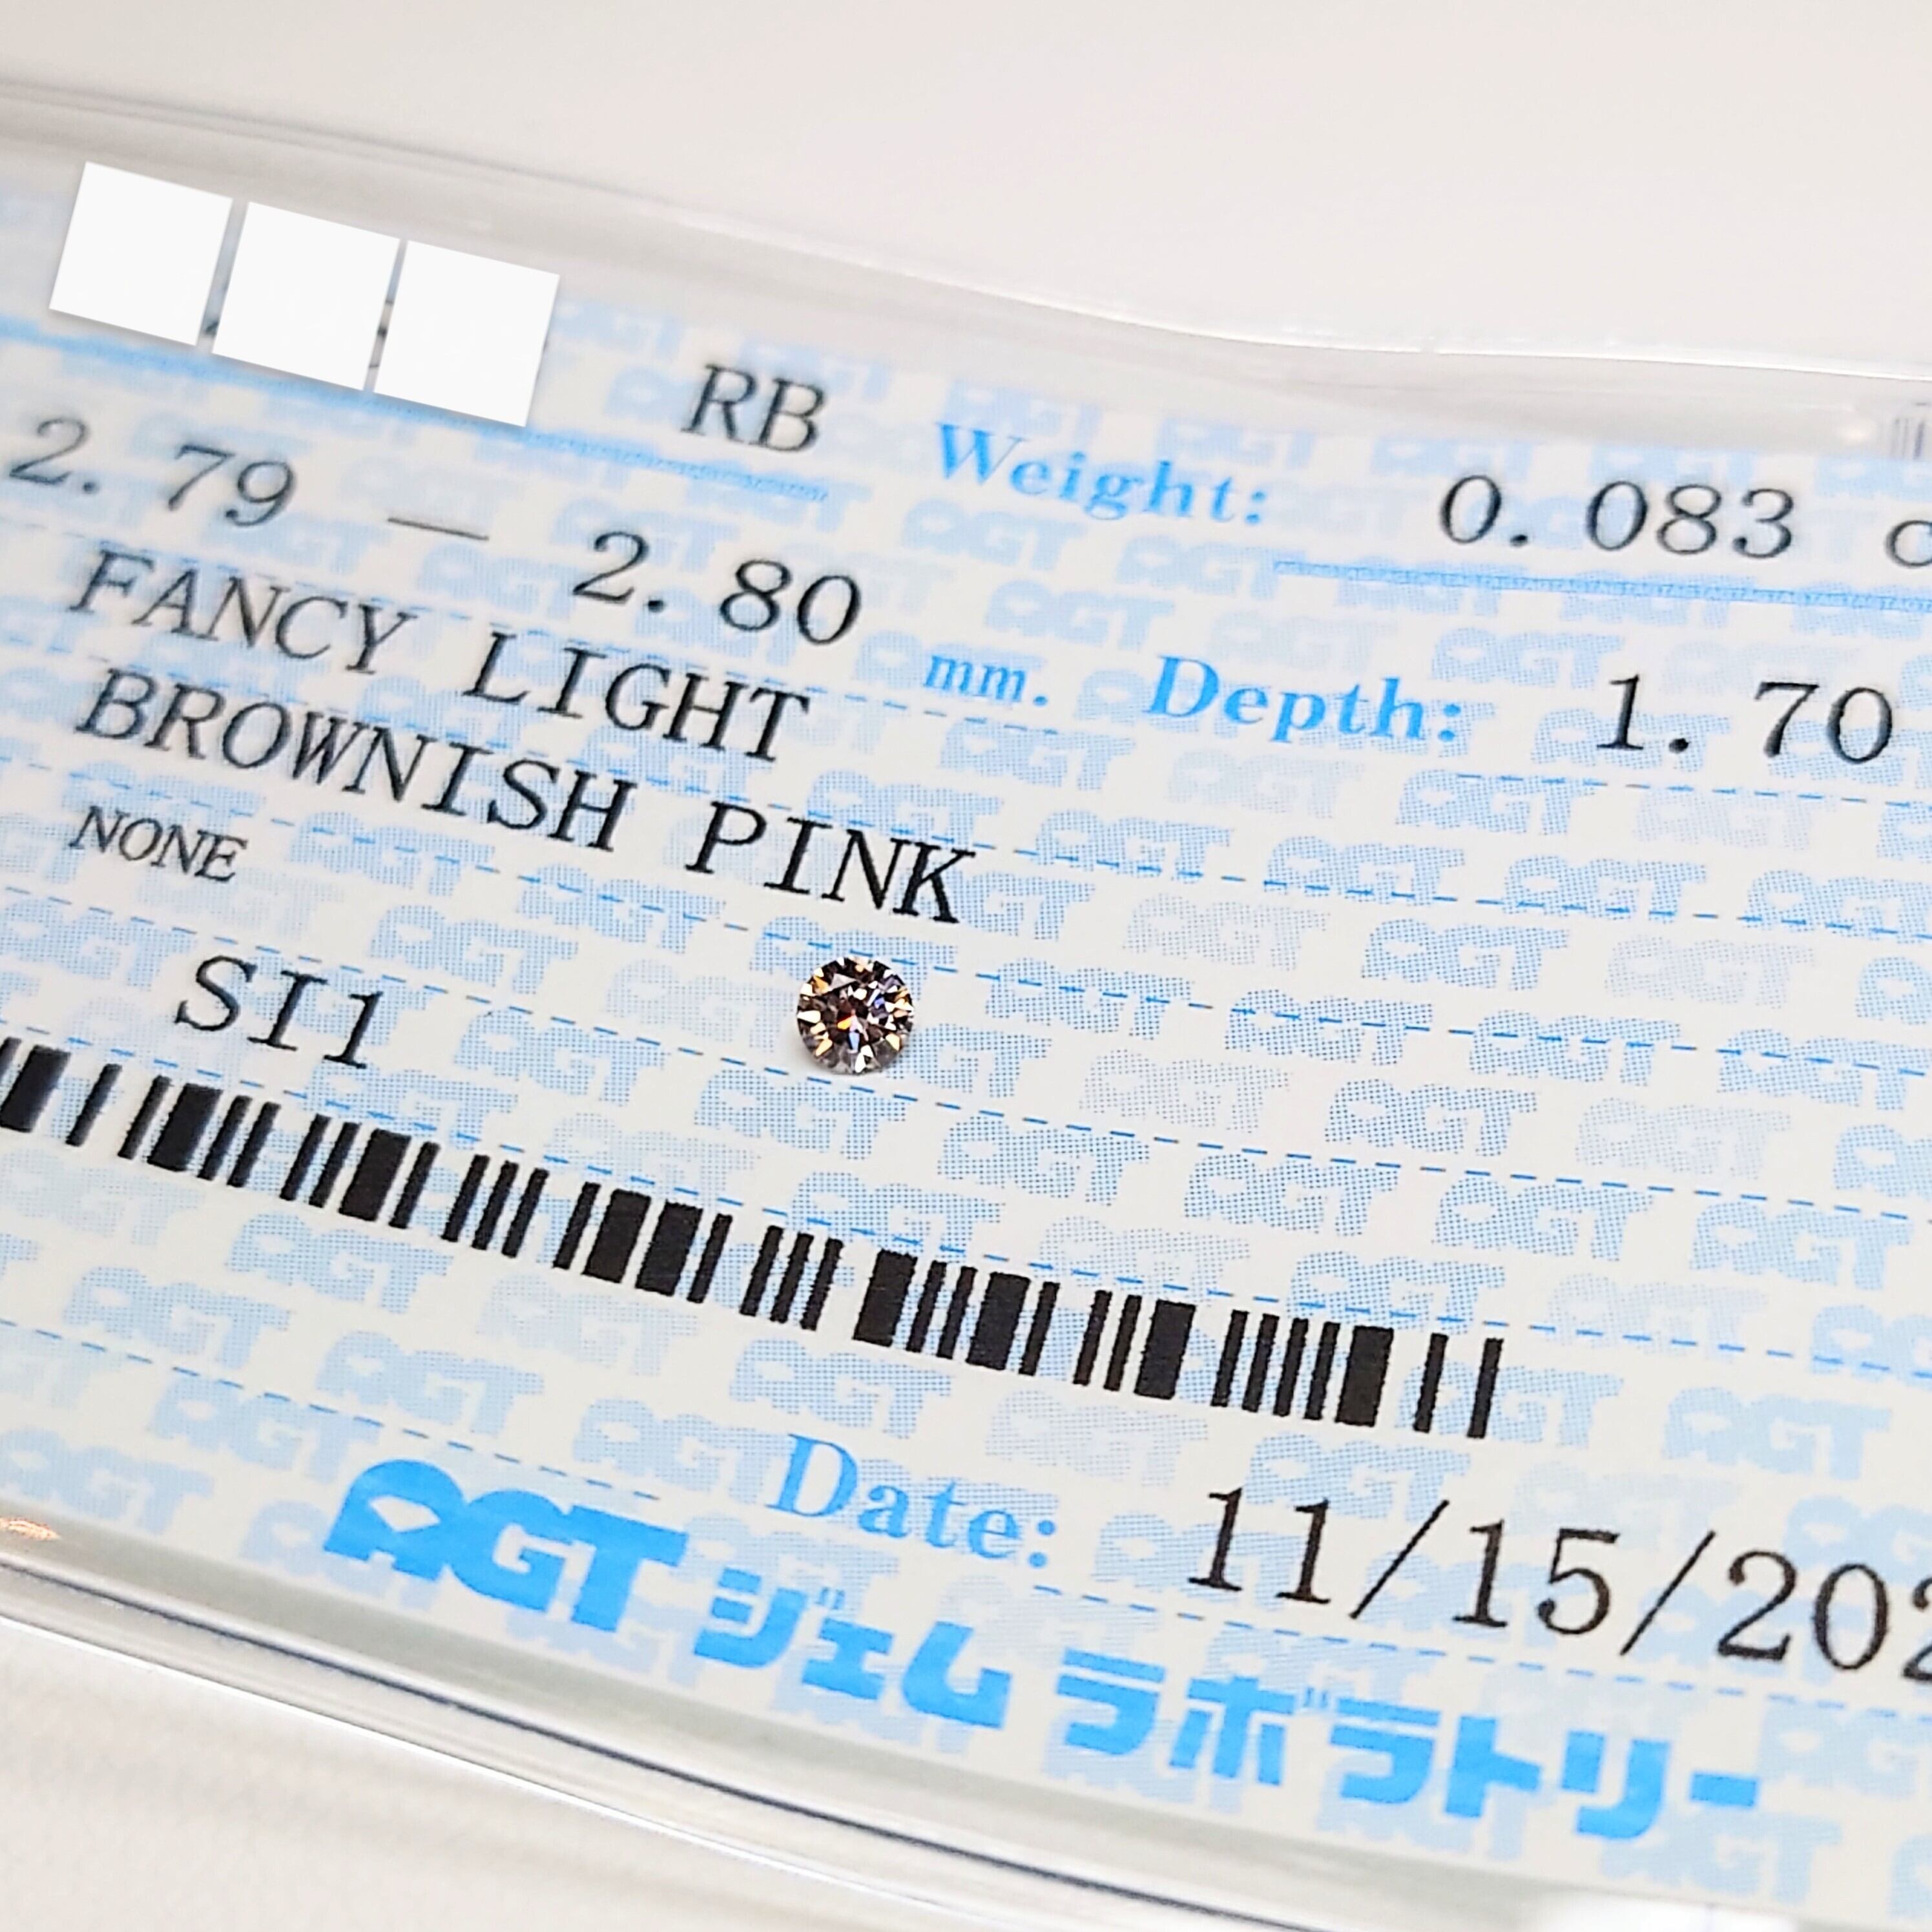 RB Weight: 0.083 c
2.79 — 2.80 mm. Depth: 1.70
FANCY LIGHT
BROWNISH PINK
NONE
SI1
Date: 11/15/202
AGT ジェム ラボラトリー